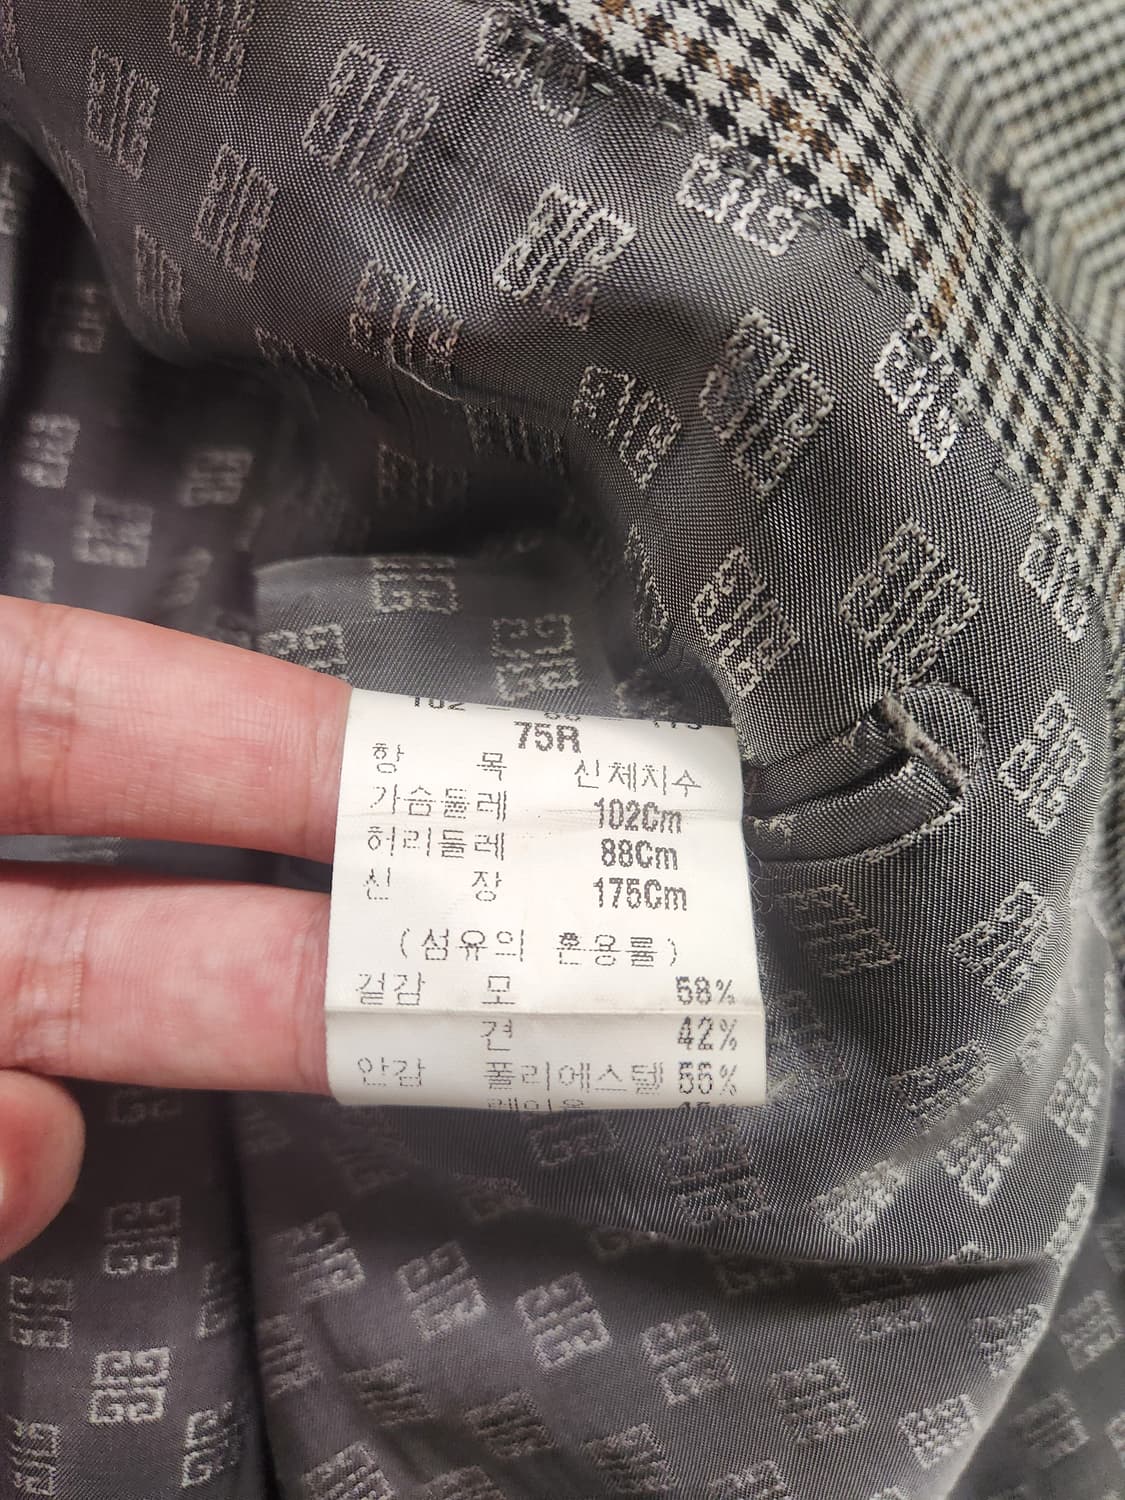 75R
항 목 신체치수
가슴둘레 102Cm
허리둘레 88Cm
신 장 175Cm
(섬유의 혼용률)
겉감 모 58%
견 42%
안감 폴리에스텔 55%